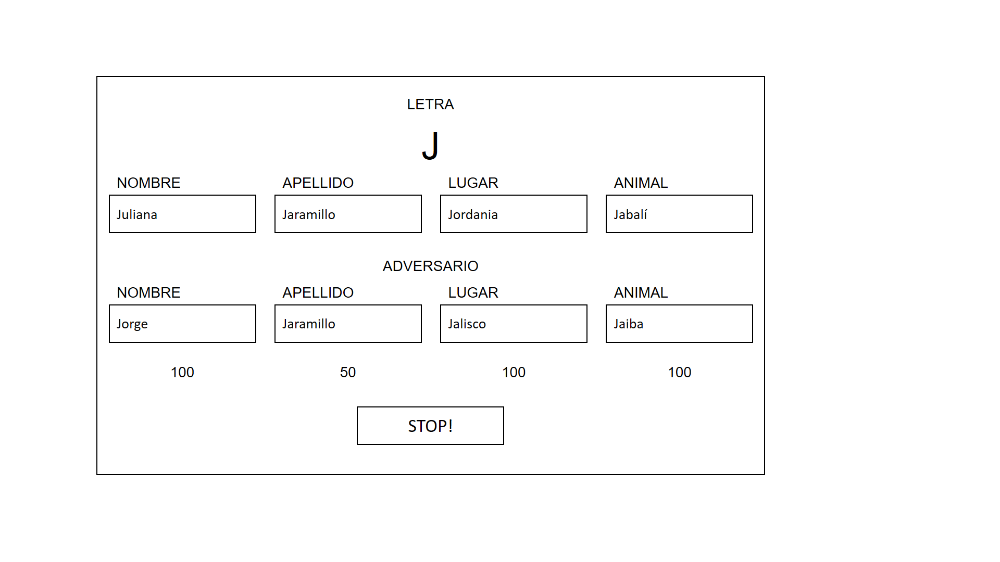 LETRA
J
NOMBRE APELLIDO LUGAR ANIMAL
Juliana Jaramillo Jordania Jabalí
ADVERSARIO
NOMBRE APELLIDO LUGAR ANIMAL
Jorge Jaramillo Jalisco Jaiba
100 50 100 100
STOP!